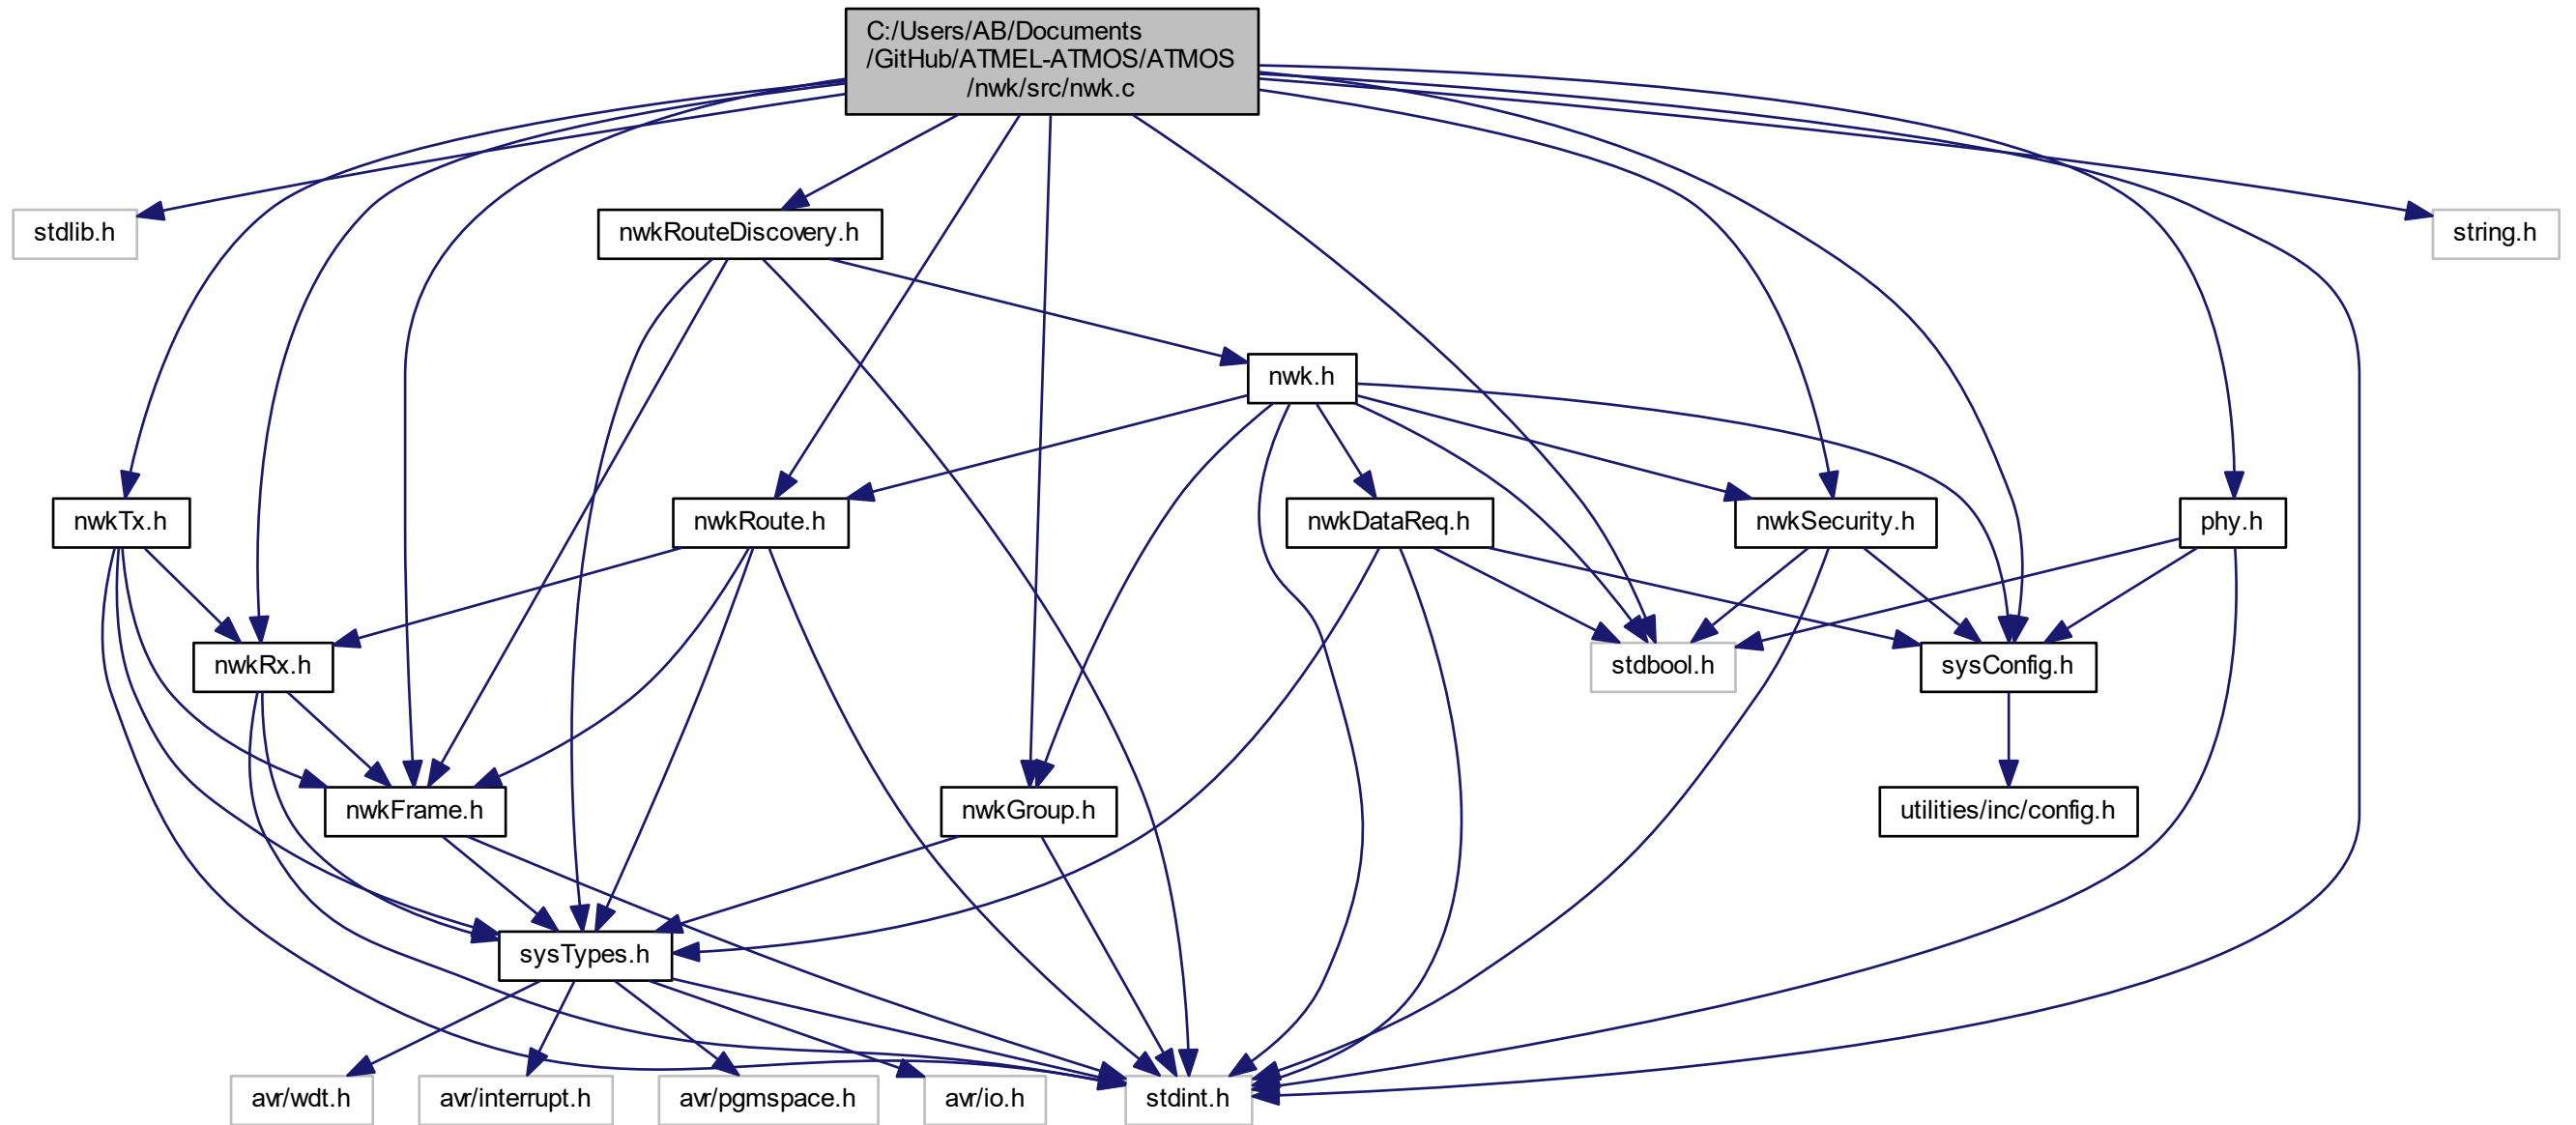 C:/Users/AB/Documents
/GitHub/ATMEL-ATMOS/ATMOS
/nwk/src/nwk.c
stdlib.h
nwkRouteDiscovery.h
string.h
nwk.h
nwkTx.h
nwkRoute.h
nwkDataReq.h
nwkSecurity.h
phy.h
nwkRx.h
stdbool.h
sysConfig.h
nwkFrame.h
nwkGroup.h
utilities/inc/config.h
sysTypes.h
avr/wdt.h
avr/interrupt.h
avr/pgmspace.h
avr/io.h
stdint.h